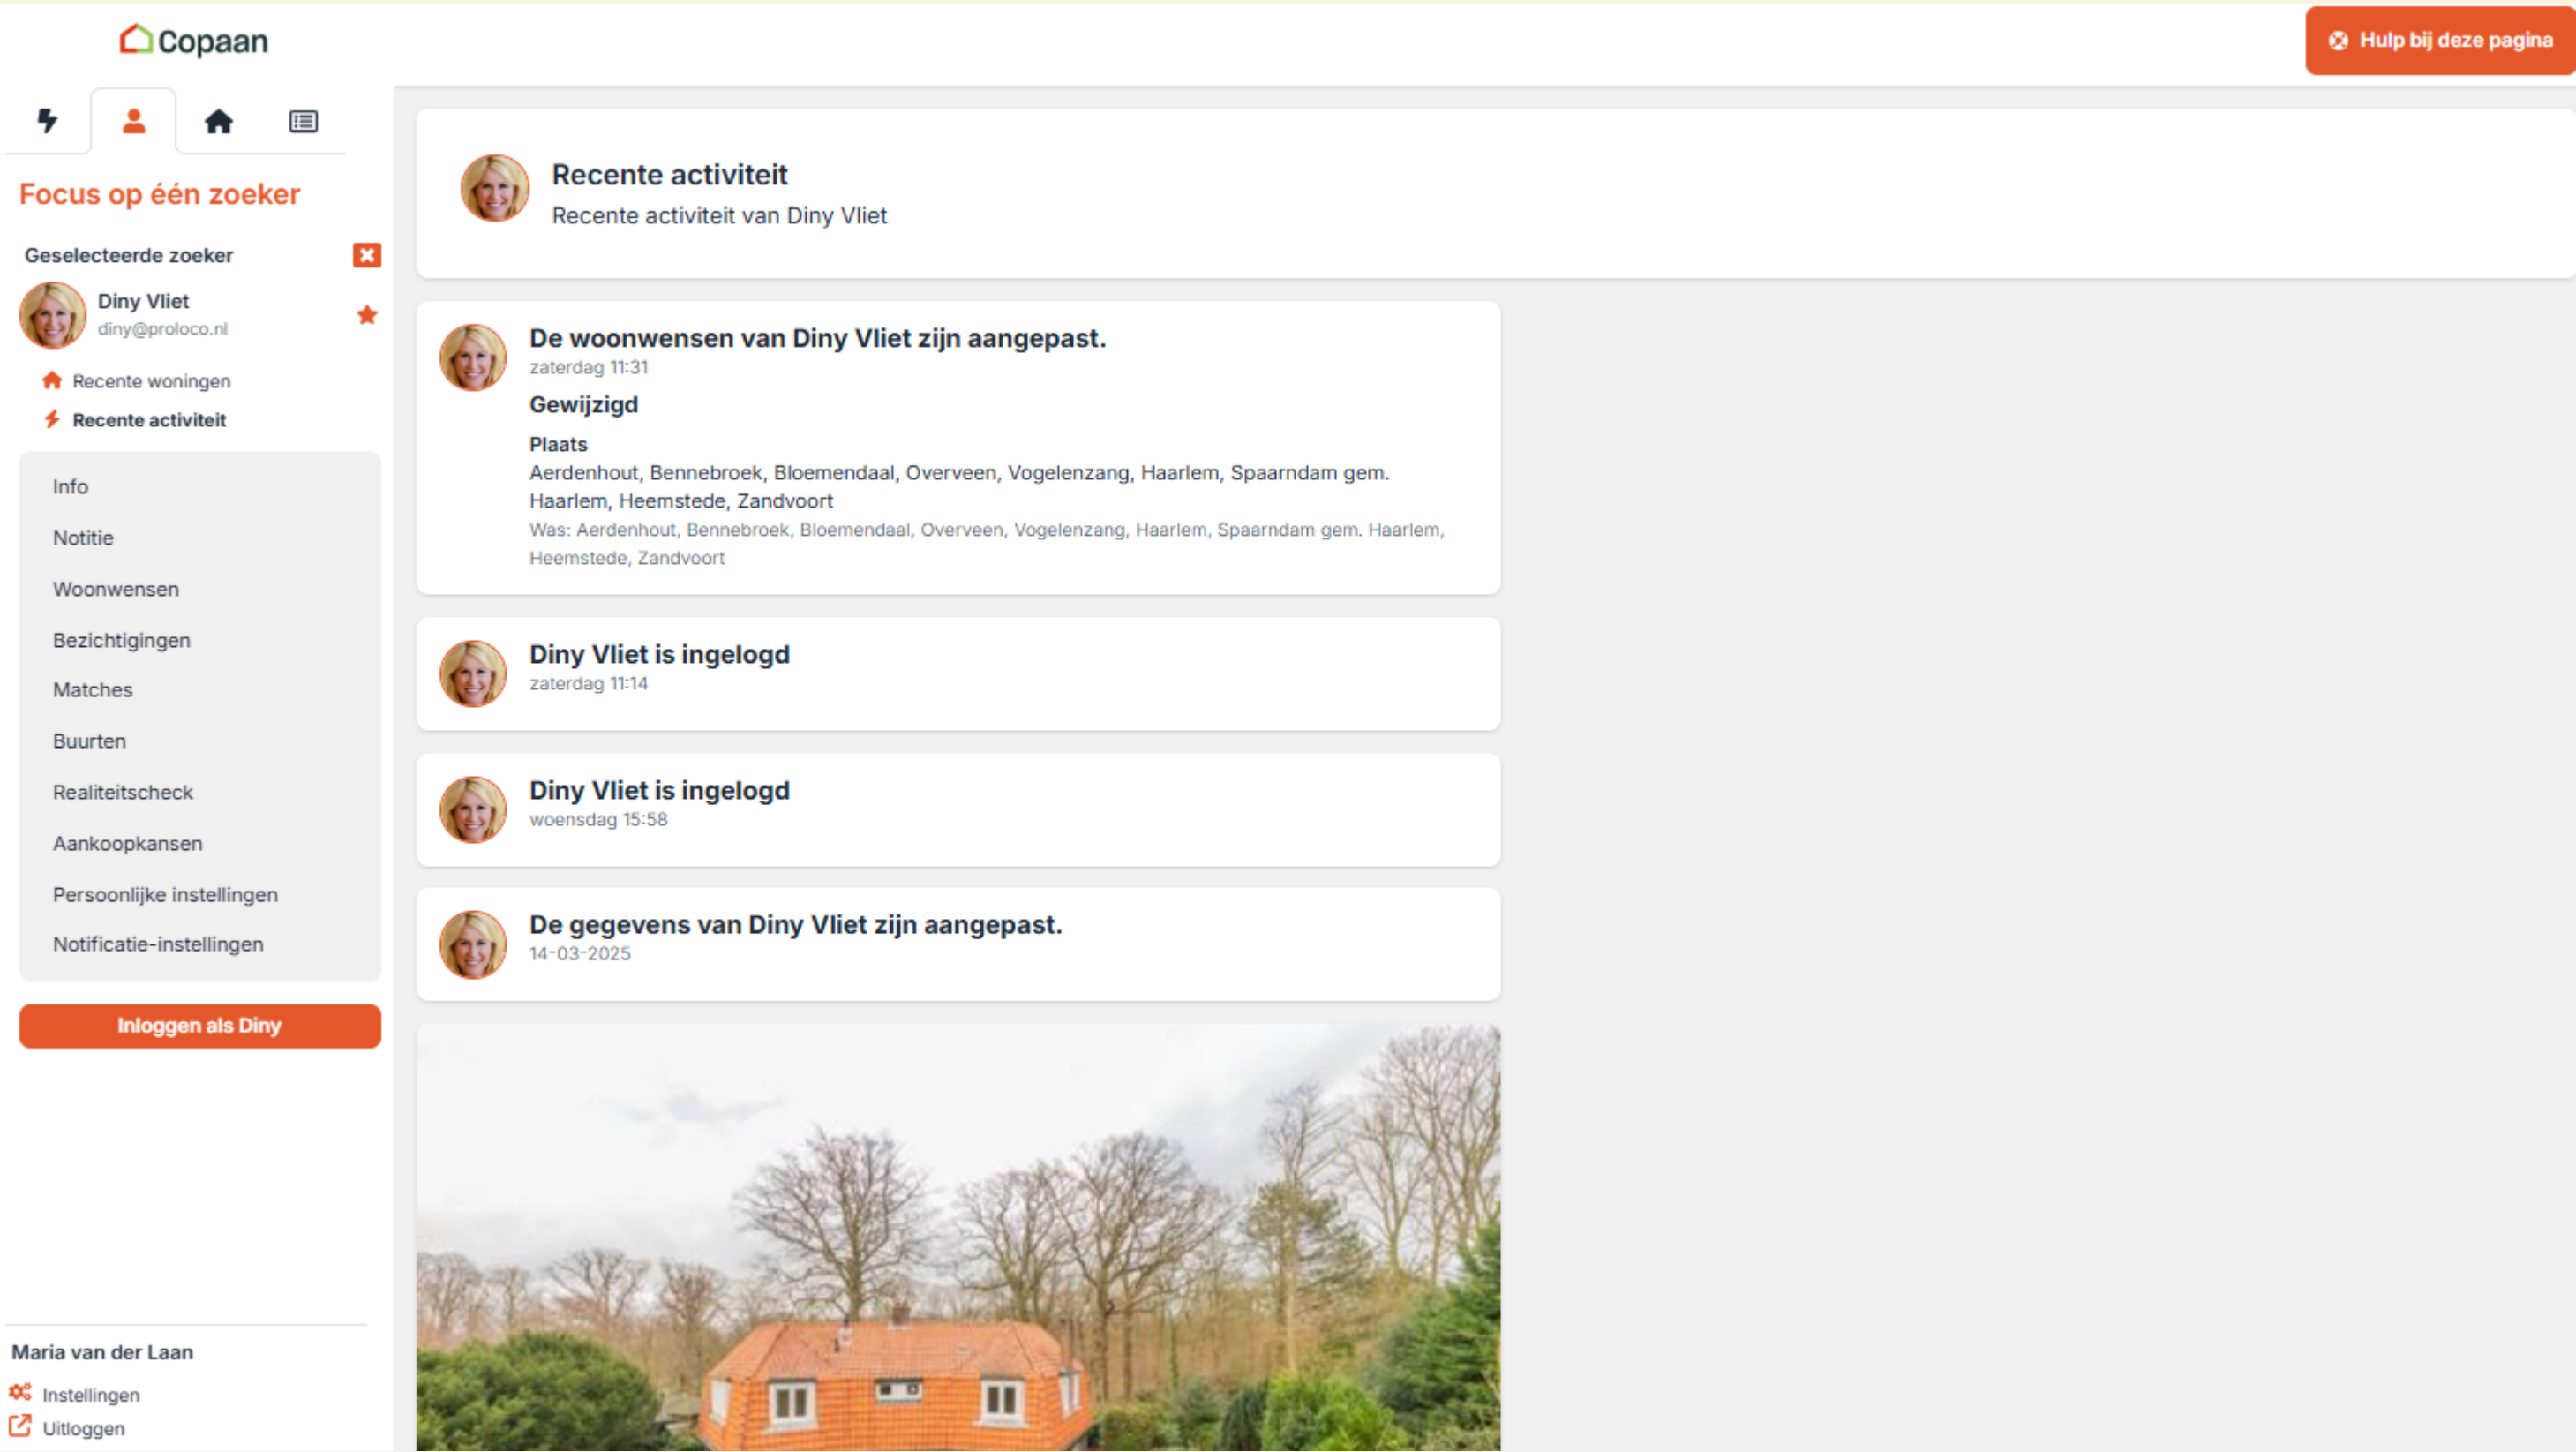 Copaan
Hulp bij deze pagina
Focus op één zoeker
Geselecteerde zoeker
Diny Vliet
diny@proloco.nl
Recente woningen
Recente activiteit
Info
Notitie
Woonwensen
Bezichtigingen
Matches
Buurten
Realiteitscheck
Aankoopkansen
Persoonlijke instellingen
Notificatie-instellingen
Inloggen als Diny
Maria van der Laan
Instellingen
Uitloggen
Recente activiteit
Recente activiteit van Diny Vliet
De woonwensen van Diny Vliet zijn aangepast.
zaterdag 11:31
Gewijzigd
Plaats
Aerdenhout, Bennebroek, Bloemendaal, Overveen, Vogelenzang, Haarlem, Spaarndam gem.
Haarlem, Heemstede, Zandvoort
Was: Aerdenhout, Bennebroek, Bloemendaal, Overveen, Vogelenzang, Haarlem, Spaarndam gem. Haarlem,
Heemstede, Zandvoort
Diny Vliet is ingelogd
zaterdag 11:14
Diny Vliet is ingelogd
woensdag 15:58
De gegevens van Diny Vliet zijn aangepast.
14-03-2025